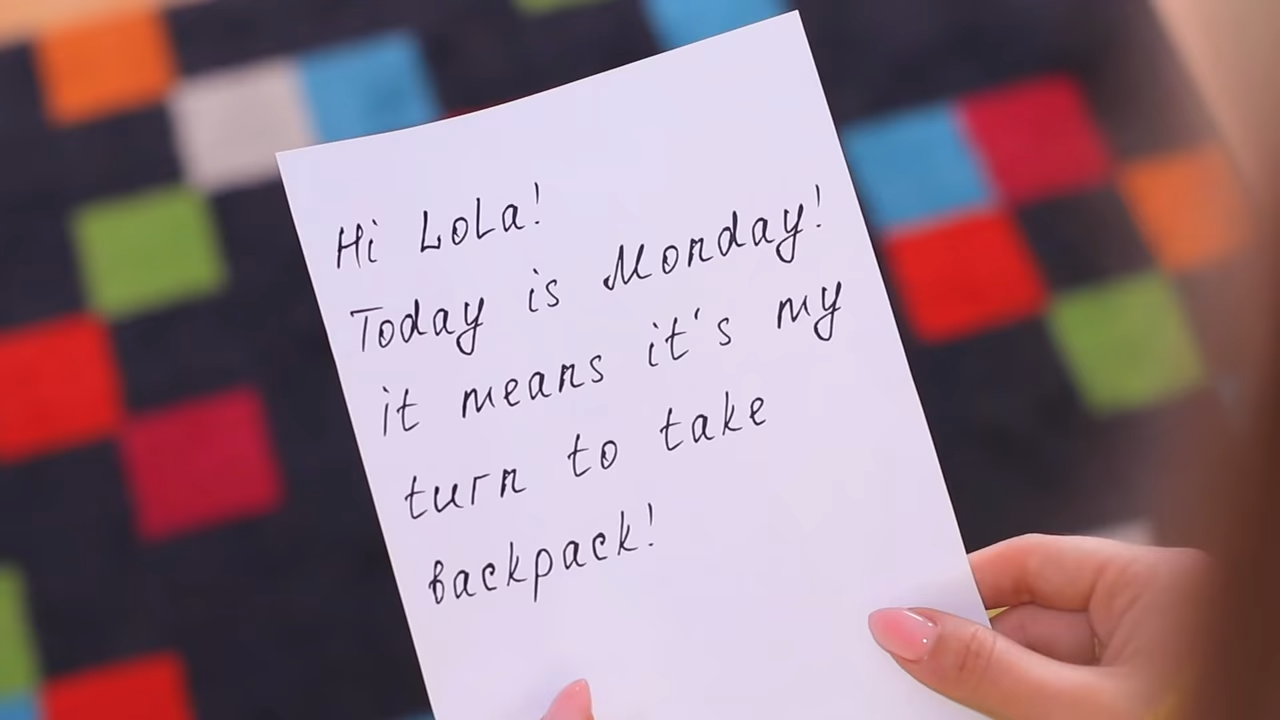 Hi Lola!
Today is Monday!
it means it's my
turn to take
backpack!